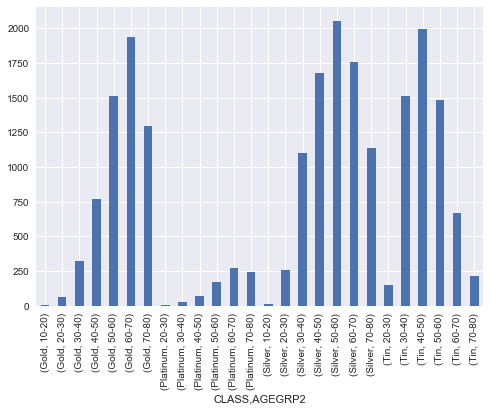 2000
1750
1500
1250
1000
750
500
250
0
(Gold, 10-20)
(Gold, 20-30)
(Gold, 30-40)
(Gold, 40-50)
(Gold, 50-60)
(Gold, 60-70)
(Gold, 70-80)
(Platinum, 20-30)
(Platinum, 30-40)
(Platinum, 40-50)
(Platinum, 50-60)
(Platinum, 60-70)
(Platinum, 70-80)
(Silver, 10-20)
(Silver, 20-30)
(Silver, 30-40)
(Silver, 40-50)
(Silver, 50-60)
(Silver, 60-70)
(Silver, 70-80)
(Tin, 20-30)
(Tin, 30-40)
(Tin, 40-50)
(Tin, 50-60)
(Tin, 60-70)
(Tin, 70-80)
CLASS,AGEGRP2